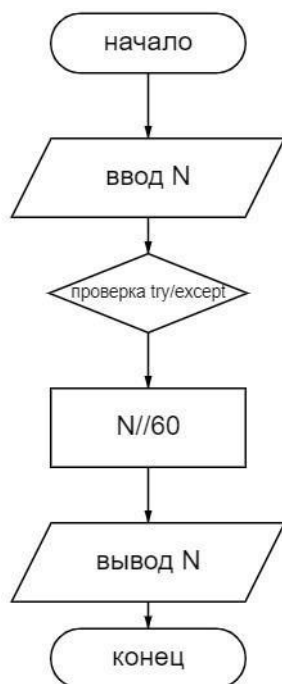 начало
ввод N
проверка try/except
N//60
вывод N
конец